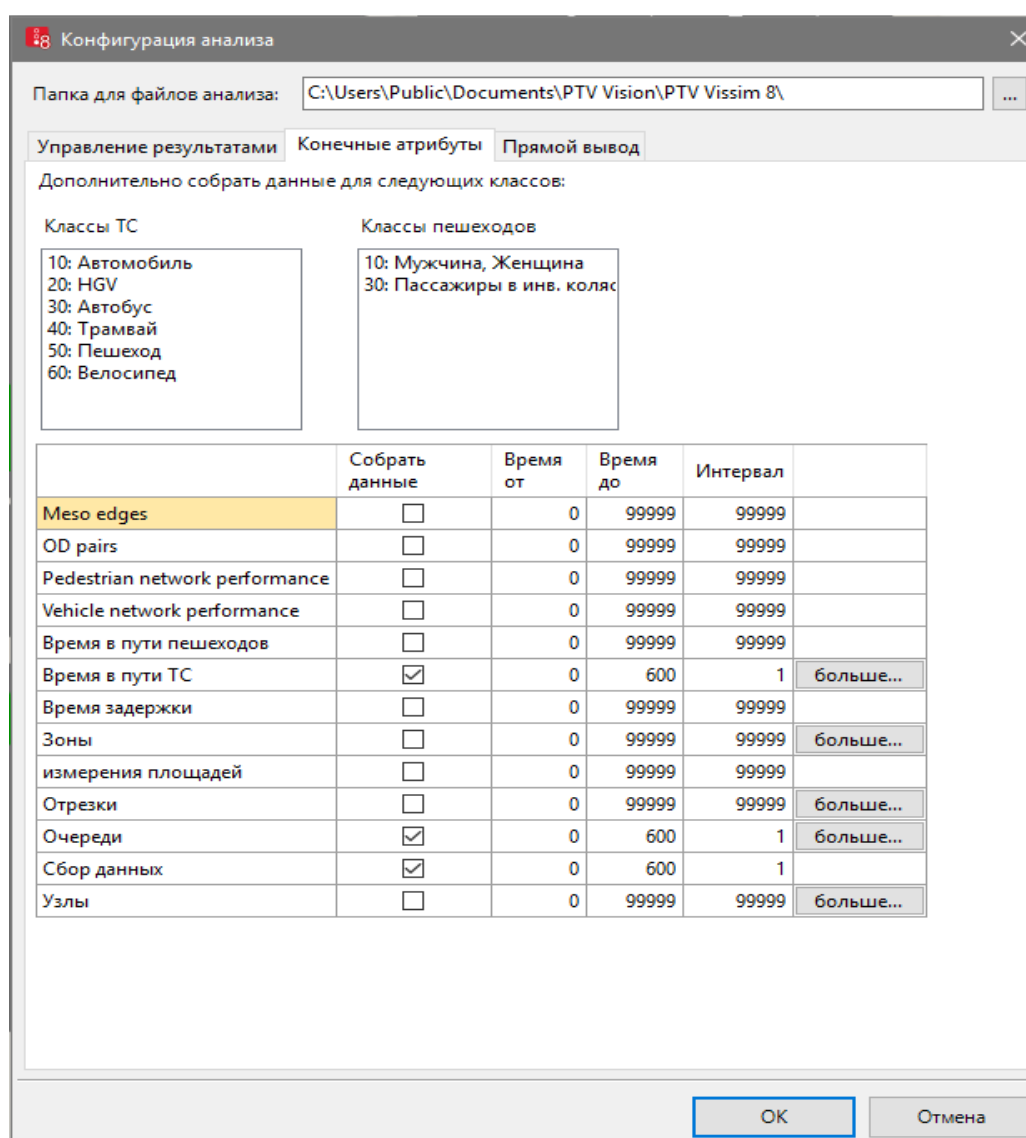 Конфигурация анализа
Папка для файлов анализа: C:\Users\Public\Documents\PTV Vision\PTV Vissim 8\ ...
Управление результатами Конечные атрибуты Прямой вывод
Дополнительно собрать данные для следующих классов:
Классы ТС Классы пешеходов
10: Автомобиль 10: Мужчина, Женщина
20: HGV 30: Пассажиры в инв. коляс
30: Автобус
40: Трамвай
50: Пешеход
60: Велосипед
Собрать данные Время от Время до Интервал
Meso edges 0 99999 99999
OD pairs 0 99999 99999
Pedestrian network performance 0 99999 99999
Vehicle network performance 0 99999 99999
Время в пути пешеходов 0 99999 99999
Время в пути ТС 0 600 1 больше...
Время задержки 0 99999 99999
Зоны 0 99999 99999 больше...
измерения площадей 0 99999 99999
Отрезки 0 99999 99999 больше...
Очереди 0 600 1 больше...
Сбор данных 0 600 1
Узлы 0 99999 99999 больше...
OK Отмена